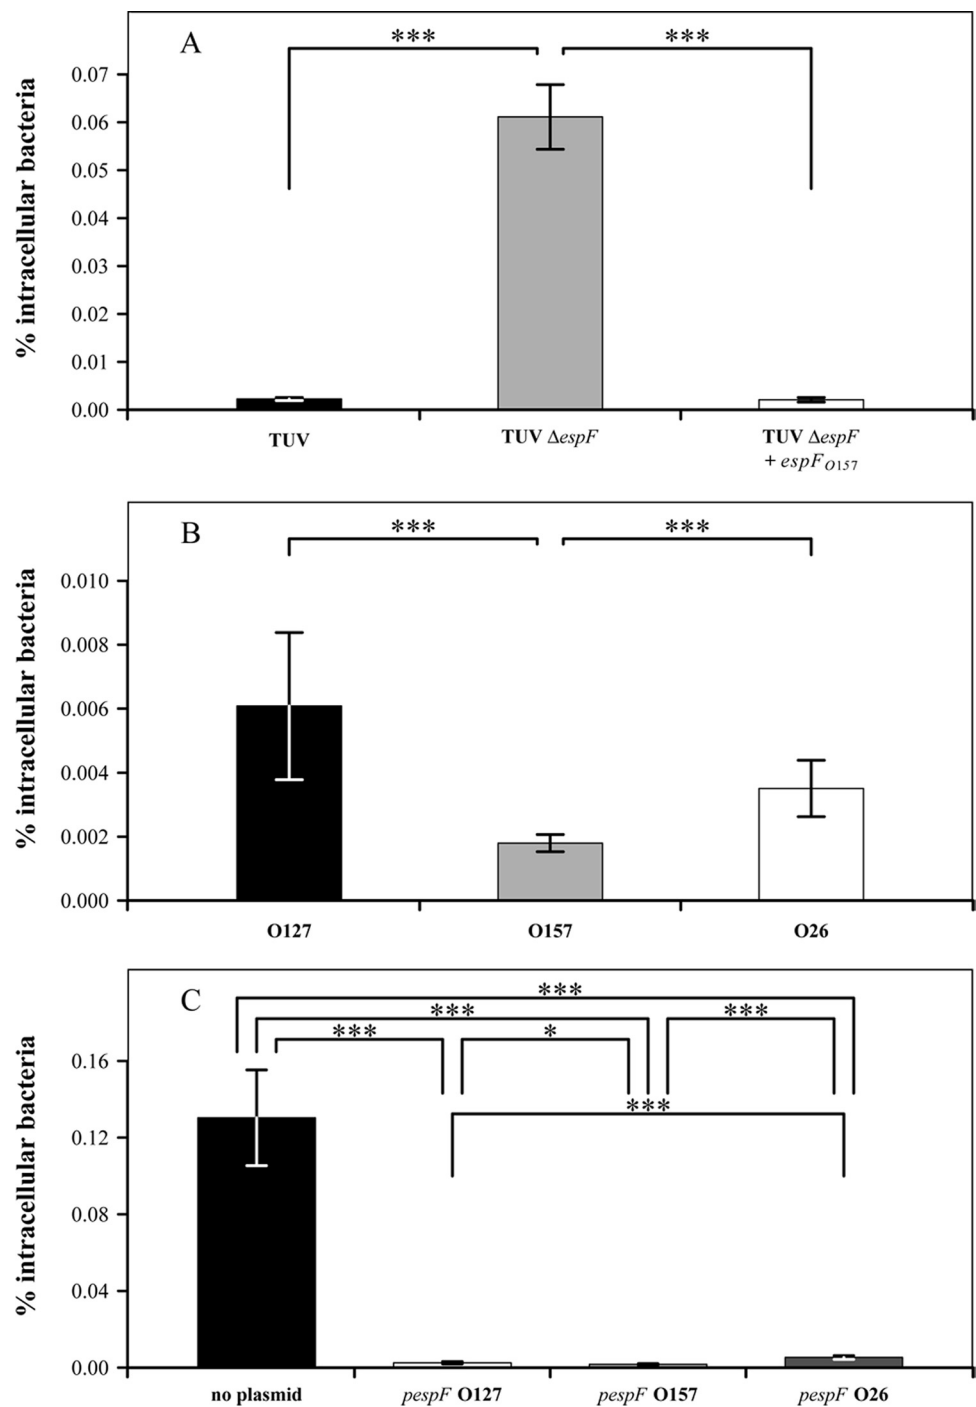 A
***
***
% intracellular bacteria
0.07
0.06
0.05
0.04
0.03
0.02
0.01
0.00
TUV
TUV ΔespF
TUV ΔespF
+ espF O157
B
***
***
% intracellular bacteria
0.010
0.008
0.006
0.004
0.002
0.000
O127
O157
O26
C
***
***
***
***
*
***
% intracellular bacteria
0.16
0.12
0.08
0.04
0.00
no plasmid
pespF O127
pespF O157
pespF O26